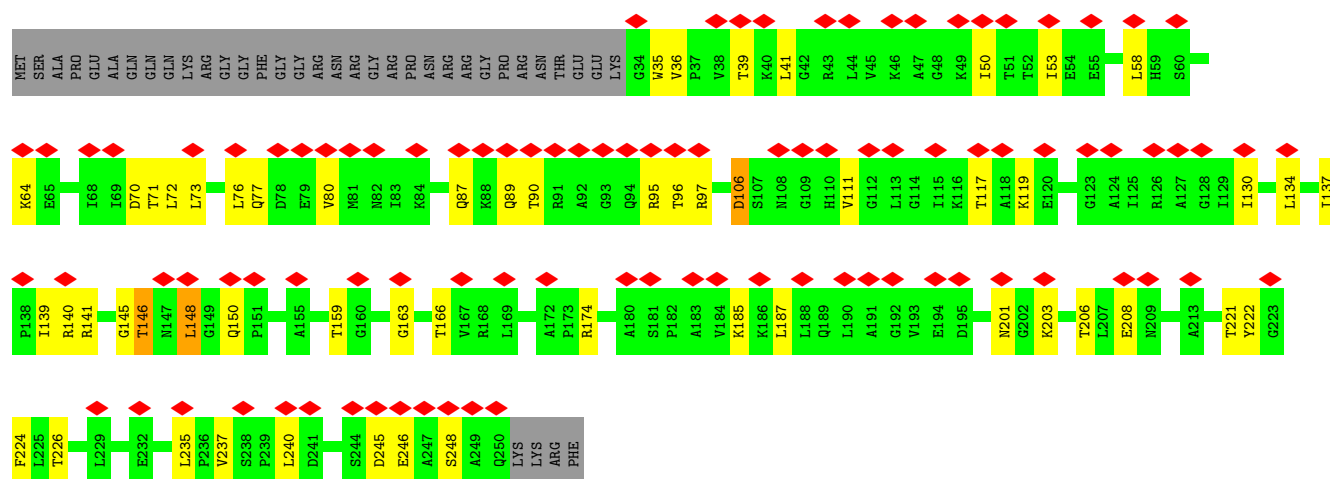 MET SER ALA PRO GLU ALA GLN GLN GLN LYS ARG GLY GLY PHE GLY GLY ARG ASN ARG GLY ARG PRO ASN ARG ARG GLY PRO ARG ASN THR GLU GLU LYS G34 W35 V36 P37 V38 T39 K40 L41 G42 R43 L44 V45 K46 A47 G48 K49 I50 T51 T52 I53 E54 E55 L58 H59 S60
K64 E65 I68 I69 D70 T71 L72 L73 L76 Q77 D78 E79 V80 M81 N82 I83 K84 Q87 K88 Q89 T90 R91 A92 G93 Q94 R95 T96 R97 D106 S107 N108 G109 H110 V111 G112 L113 G114 I115 K116 T117 A118 K119 E120 G123 A124 I125 R126 A127 G128 I129 I130 L134 I137
P138 I139 R140 R141 G145 T146 N147 L148 G149 Q150 P151 A155 T159 G160 G163 T166 V167 R168 L169 A172 P173 R174 A180 S181 P182 A183 V184 K185 K186 L187 L188 Q189 L190 A191 G192 V193 E194 D195 N201 G202 K203 T206 L207 E208 N209 A213 T221 Y222 G223
F224 L225 T226 L229 E232 L235 P236 V237 S238 P239 L240 D241 S244 D245 E246 A247 S248 A249 Q250 LYS LYS ARG PHE